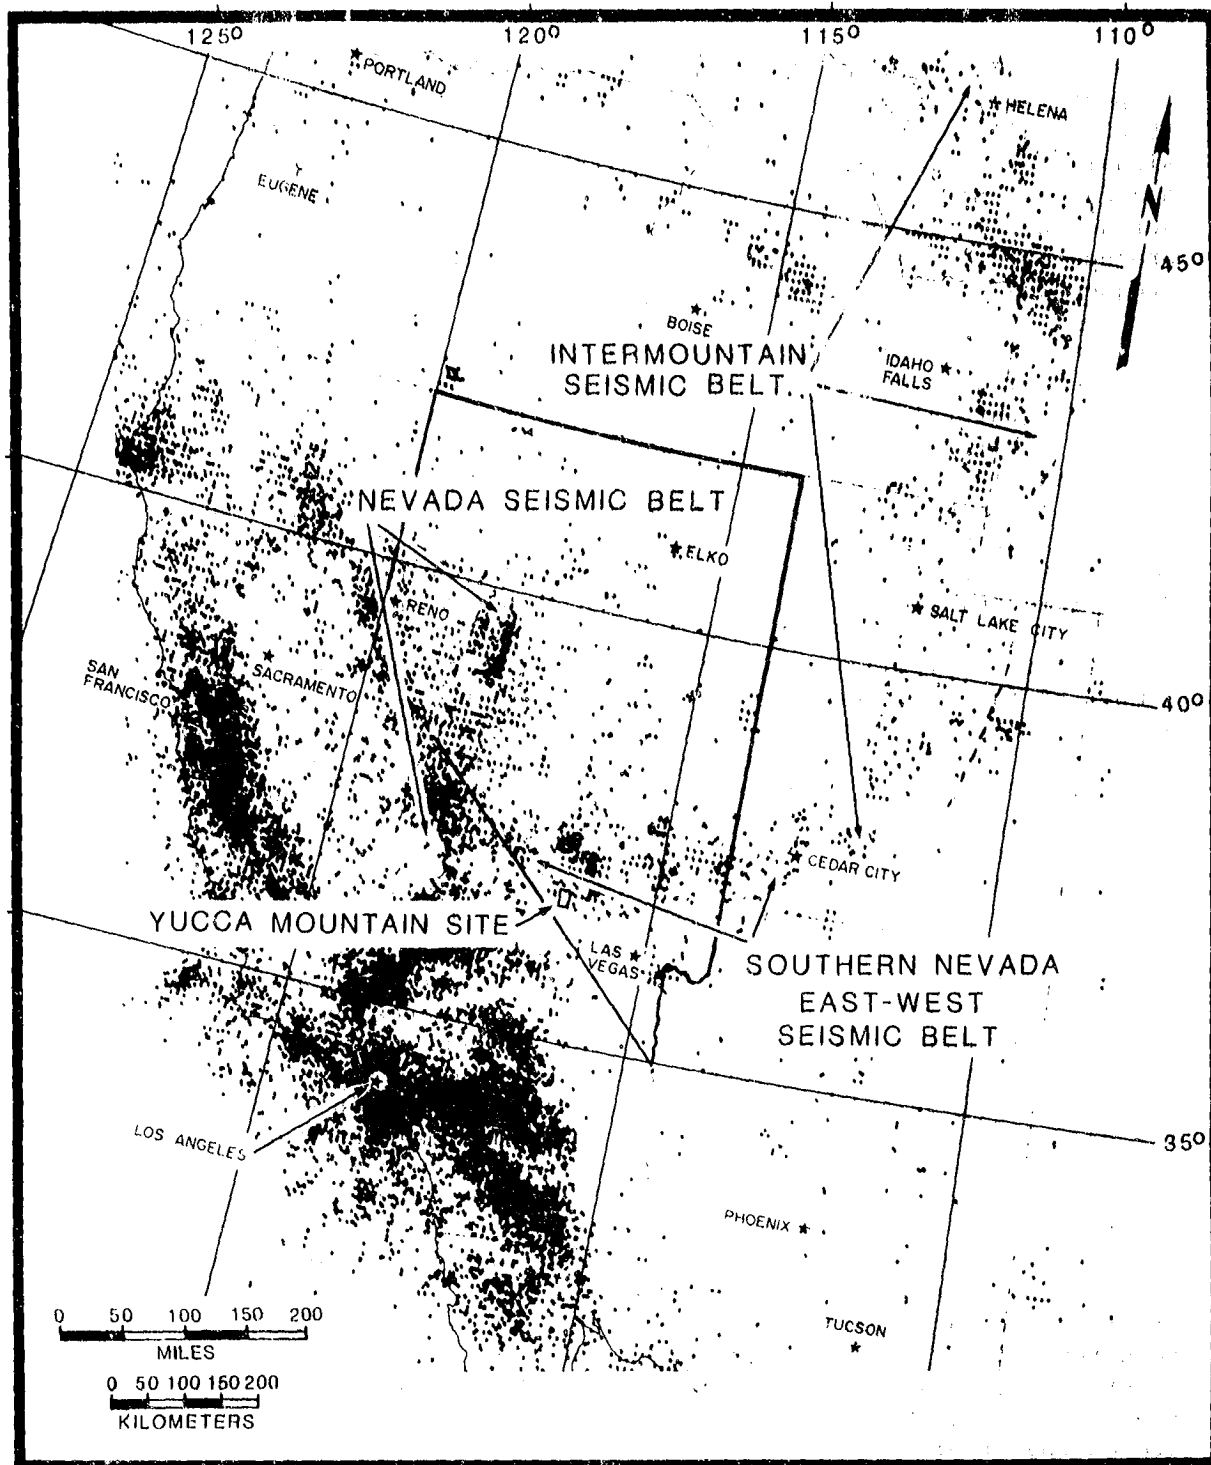 125° 120° 115° 110°
PORTLAND
HELENA
EUGENE
N
45°
BOISE
INTERMOUNTAIN
SEISMIC BELT
IDAHO
FALLS
NEVADA SEISMIC BELT
ELKO
RENO
SALT LAKE CITY
SAN
FRANCISCO
SACRAMENTO
40°
CEDAR CITY
YUCCA MOUNTAIN SITE
LAS
VEGAS
SOUTHERN NEVADA
EAST-WEST
SEISMIC BELT
LOS ANGELES
35°
PHOENIX
TUCSON
0 50 100 150 200
MILES
0 50 100 150 200
KILOMETERS